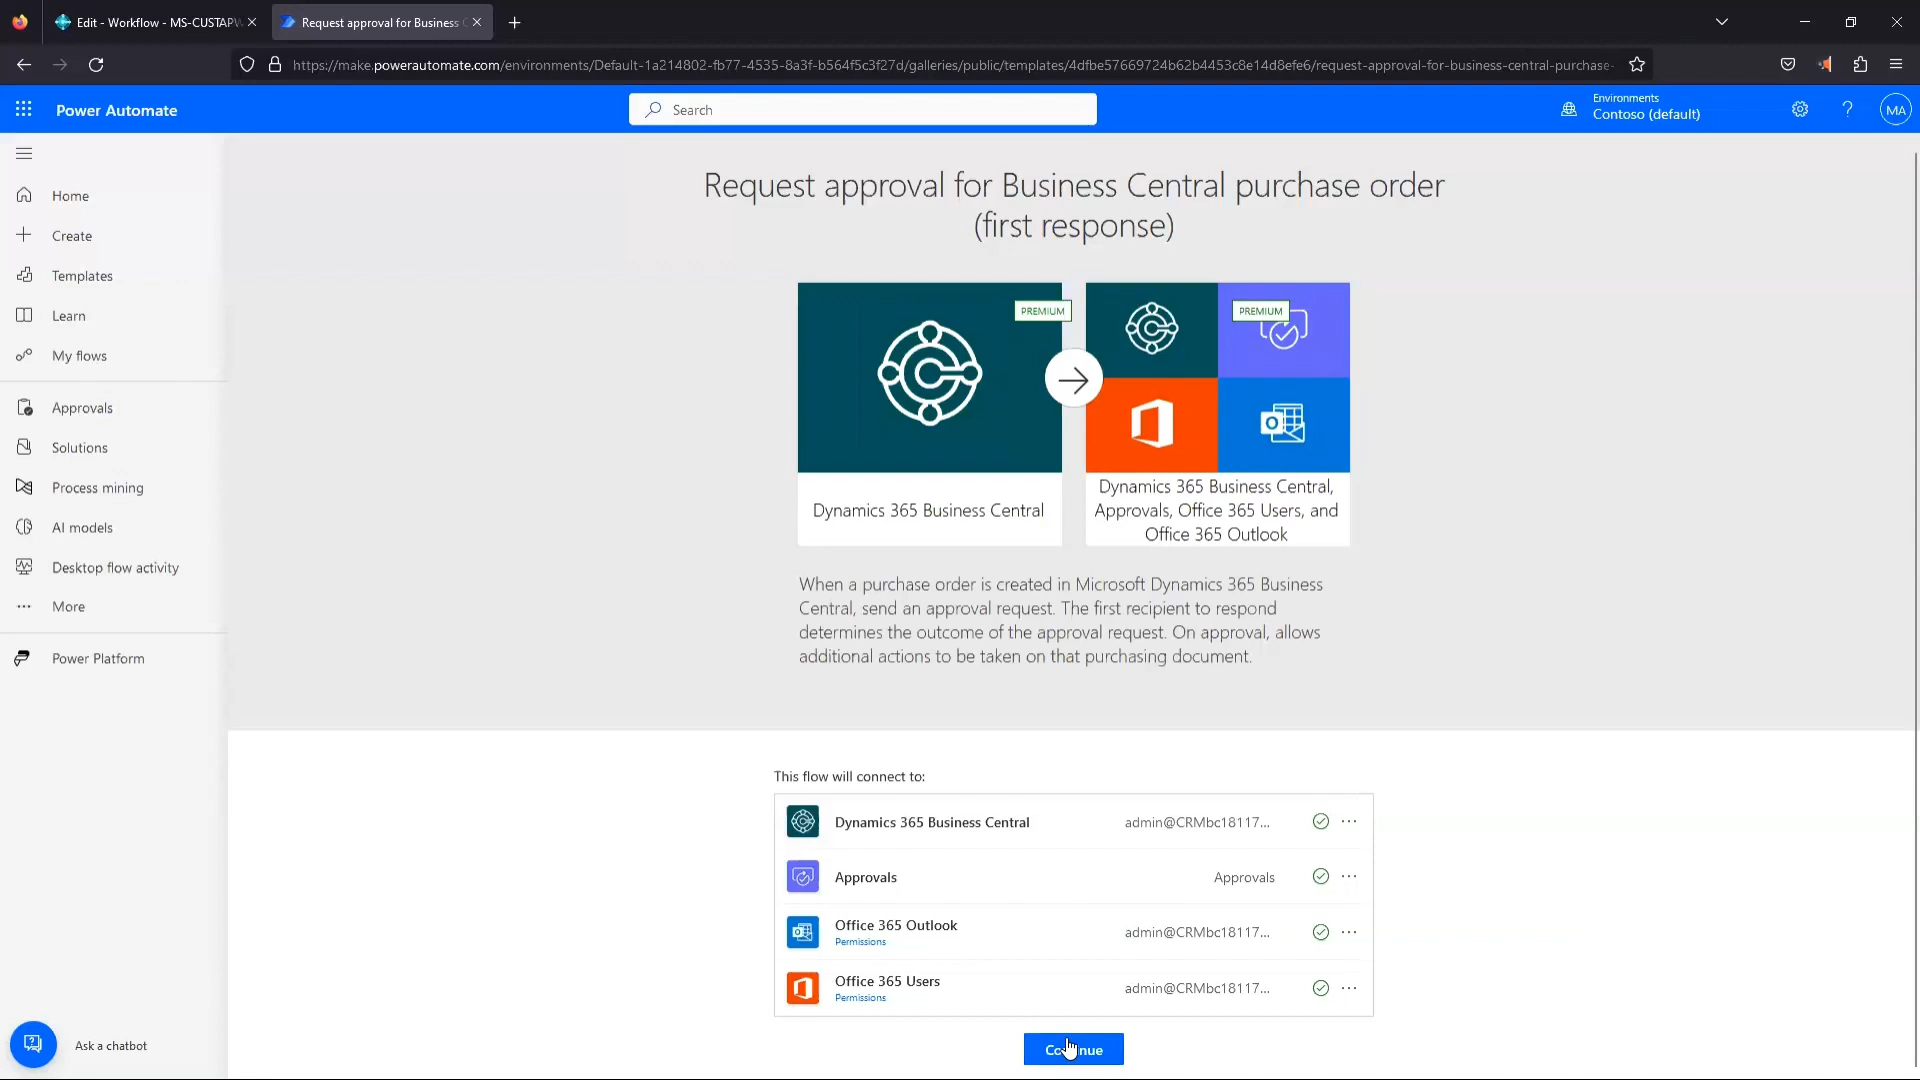 Edit - Workflow - MS-CUSTAPW
Request approval for Business C
https://make.powerautomate.com/environments/Default-1a214802-fb77-4535-8a3f-b564f5c3f27d/galleries/public/templates/4dfbe57669724b62b4453c8e14d8efe6/request-approval-for-business-central-purchase-
Power Automate
Search
Environments
Contoso (default)
MA
Home
Create
Templates
Learn
My flows
Approvals
Solutions
Process mining
AI models
Desktop flow activity
More
Power Platform
Ask a chatbot
Request approval for Business Central purchase order
(first response)
PREMIUM
PREMIUM
Dynamics 365 Business Central
Dynamics 365 Business Central,
Approvals, Office 365 Users, and
Office 365 Outlook
When a purchase order is created in Microsoft Dynamics 365 Business
Central, send an approval request. The first recipient to respond
determines the outcome of the approval request. On approval, allows
additional actions to be taken on that purchasing document.
This flow will connect to:
Dynamics 365 Business Central admin@CRMbc18117...
Approvals Approvals
Office 365 Outlook admin@CRMbc18117...
Permissions
Office 365 Users admin@CRMbc18117...
Permissions
Continue